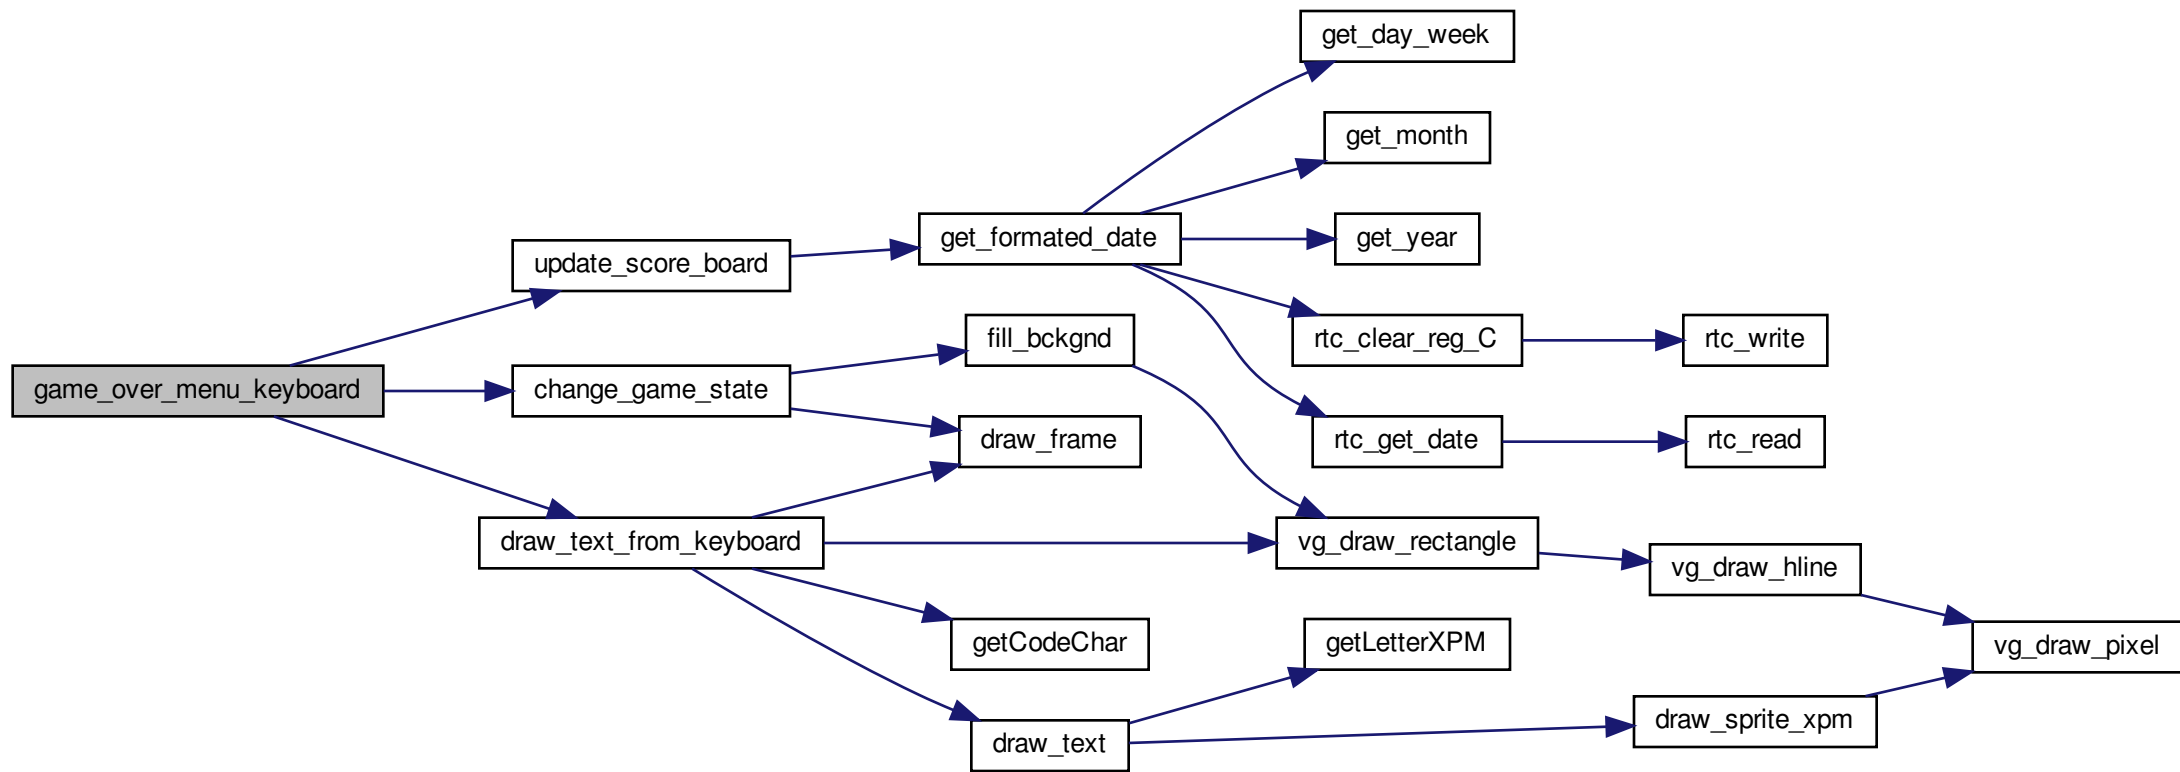 get_day_week
get_month
get_formated_date
get_year
update_score_board
fill_bckgnd
rtc_clear_reg_C
rtc_write
game_over_menu_keyboard
change_game_state
draw_frame
rtc_get_date
rtc_read
draw_text_from_keyboard
vg_draw_rectangle
vg_draw_hline
getCodeChar
getLetterXPM
vg_draw_pixel
draw_text
draw_sprite_xpm